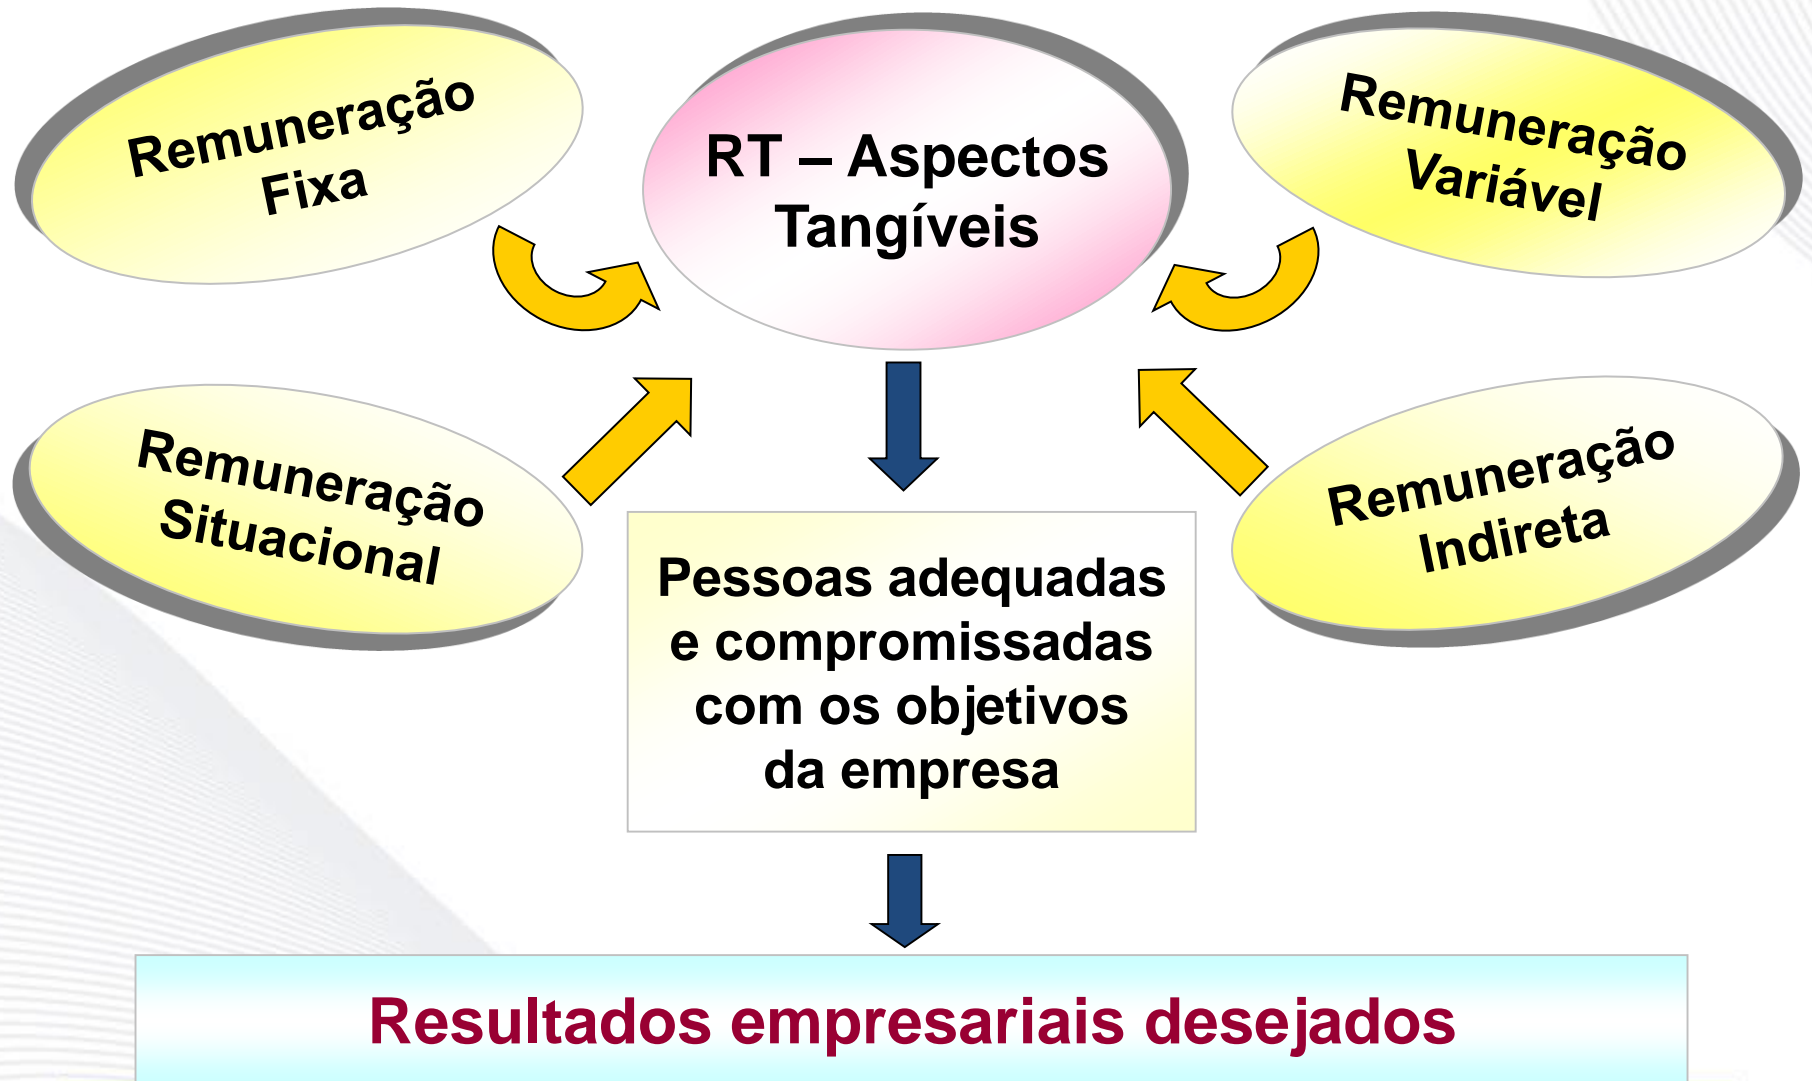 Remuneração
Fixa
RT – Aspectos
Tangíveis
Remuneração
Variável
Remuneração
Situacional
Remuneração
Indireta
Pessoas adequadas
e compromissadas
com os objetivos
da empresa
Resultados empresariais desejados